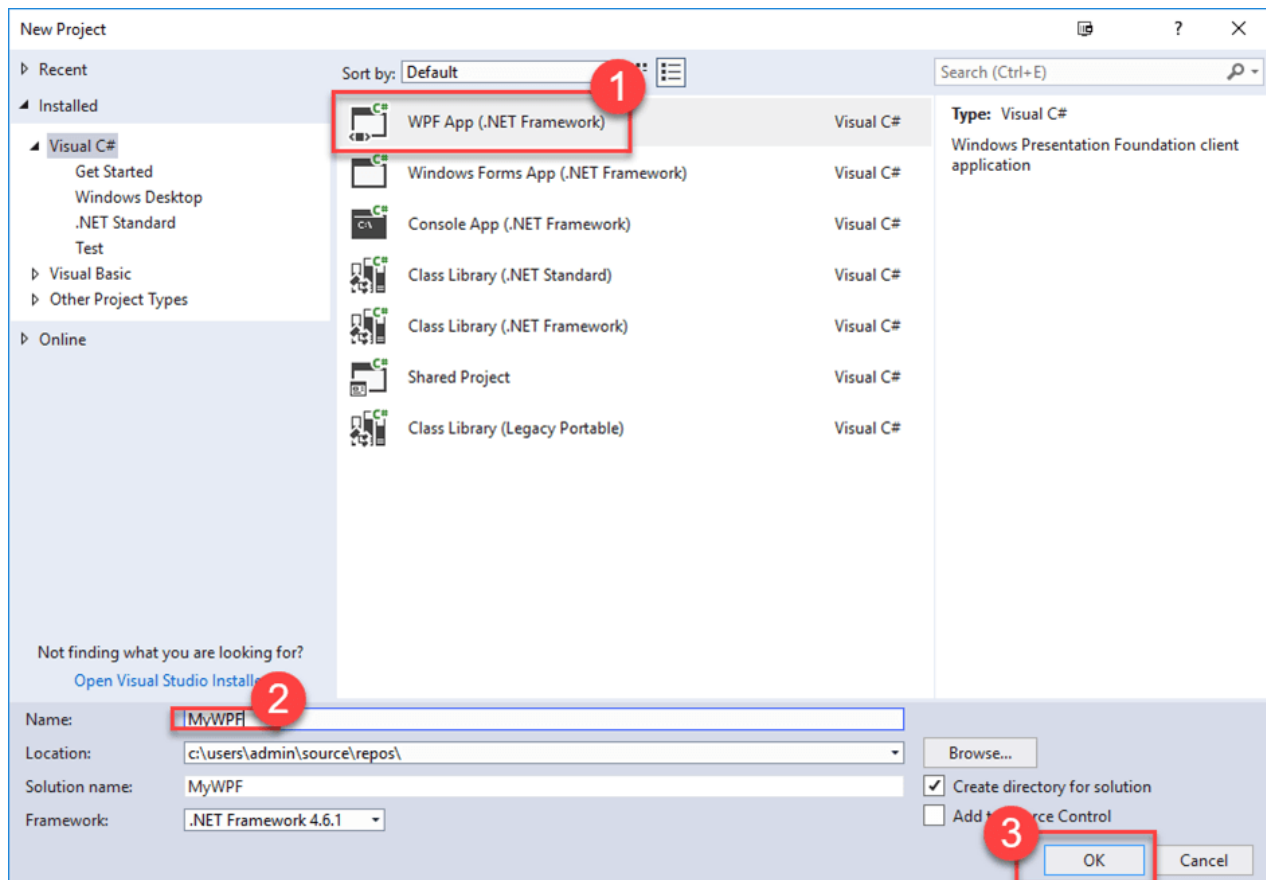 New Project
Recent
Installed
Visual C#
Get Started
Windows Desktop
.NET Standard
Test
Visual Basic
Other Project Types
Online
Not finding what you are looking for?
Open Visual Studio
Sort by: Default
1
WPF App (.NET Framework) Visual C#
Windows Forms App (.NET Framework) Visual C#
Console App (.NET Framework) Visual C#
Class Library (.NET Standard) Visual C#
Class Library (.NET Framework) Visual C#
Shared Project Visual C#
Class Library (Legacy Portable) Visual C#
Search (Ctrl+E)
Type: Visual C#
Windows Presentation Foundation client
application
2
Name: MyWPF
Location: c:\users\admin\source\repos\
Browse...
Solution name: MyWPF
Create directory for solution
Framework: .NET Framework 4.6.1
Add Control
3
OK
Cancel